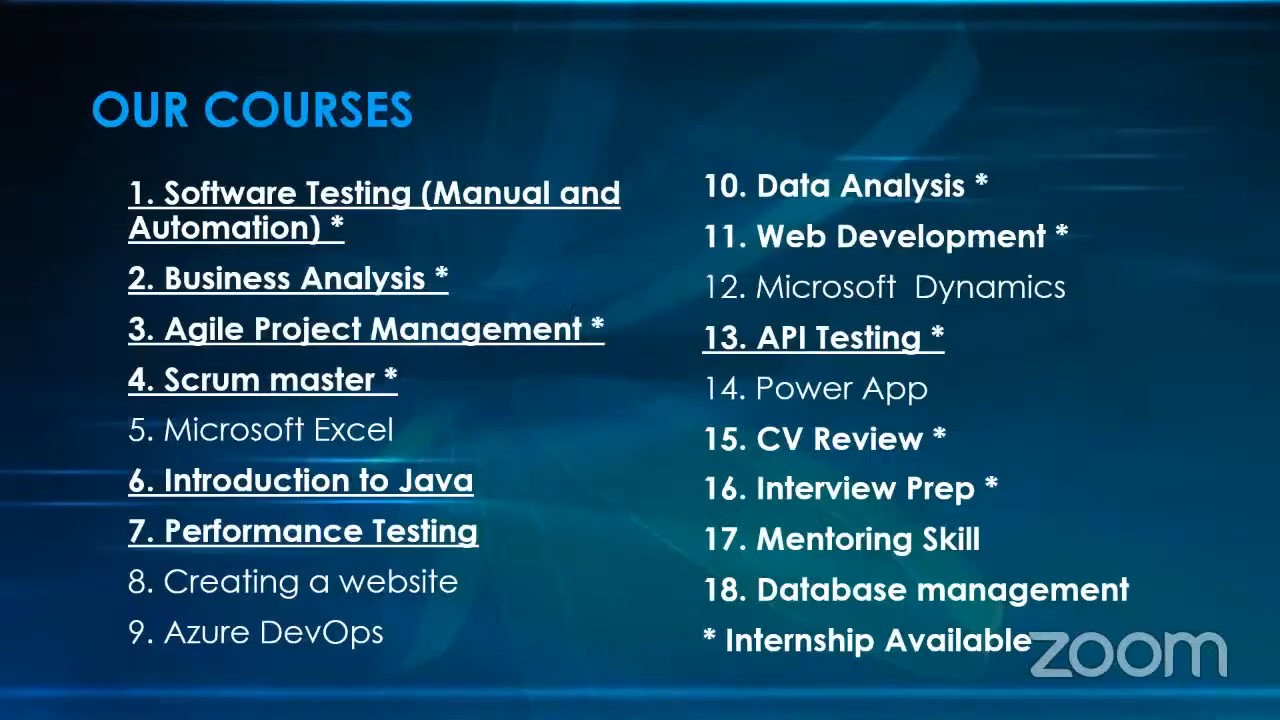 OUR COURSES
1. Software Testing (Manual and
Automation) *
2. Business Analysis *
3. Agile Project Management *
4. Scrum master *
5. Microsoft Excel
6. Introduction to Java
7. Performance Testing
8. Creating a website
9. Azure DevOps
10. Data Analysis *
11. Web Development *
12. Microsoft  Dynamics
13. API Testing *
14. Power App
15. CV Review *
16. Interview Prep *
17. Mentoring Skill
18. Database management
* Internship Available
zoom